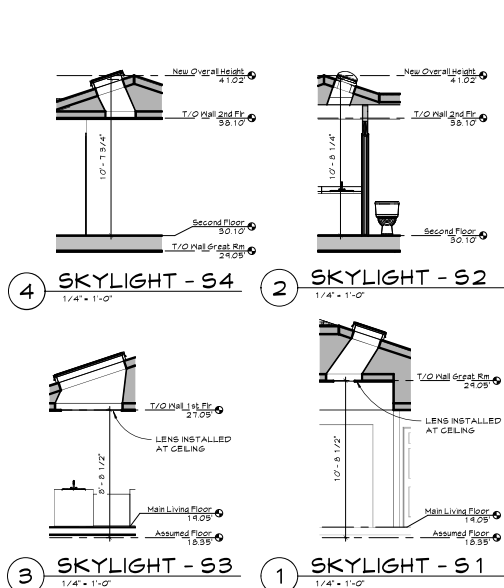 New Overall Height
41.02'
T/O Wall 2nd Flr
38.10'
10' - 7 3/4"
Second Floor
30.10'
T/O Wall Great Rm
29.05'
4
SKYLIGHT - S4
1/4" = 1'-0"
New Overall Height
41.02'
T/O Wall 2nd Flr
38.10'
10' - 8 1/4"
Second Floor
30.10'
2
SKYLIGHT - S2
1/4" = 1'-0"
T/O Wall 1st Flr
27.05'
LENS INSTALLED
AT CEILING
8' - 8 1/2"
Main Living Floor
19.05'
Assumed Floor
18.35'
3
SKYLIGHT - S3
1/4" = 1'-0"
T/O Wall Great Rm
29.05'
LENS INSTALLED
AT CEILING
10' - 8 1/2"
Main Living Floor
19.05'
Assumed Floor
18.35'
1
SKYLIGHT - S1
1/4" = 1'-0"